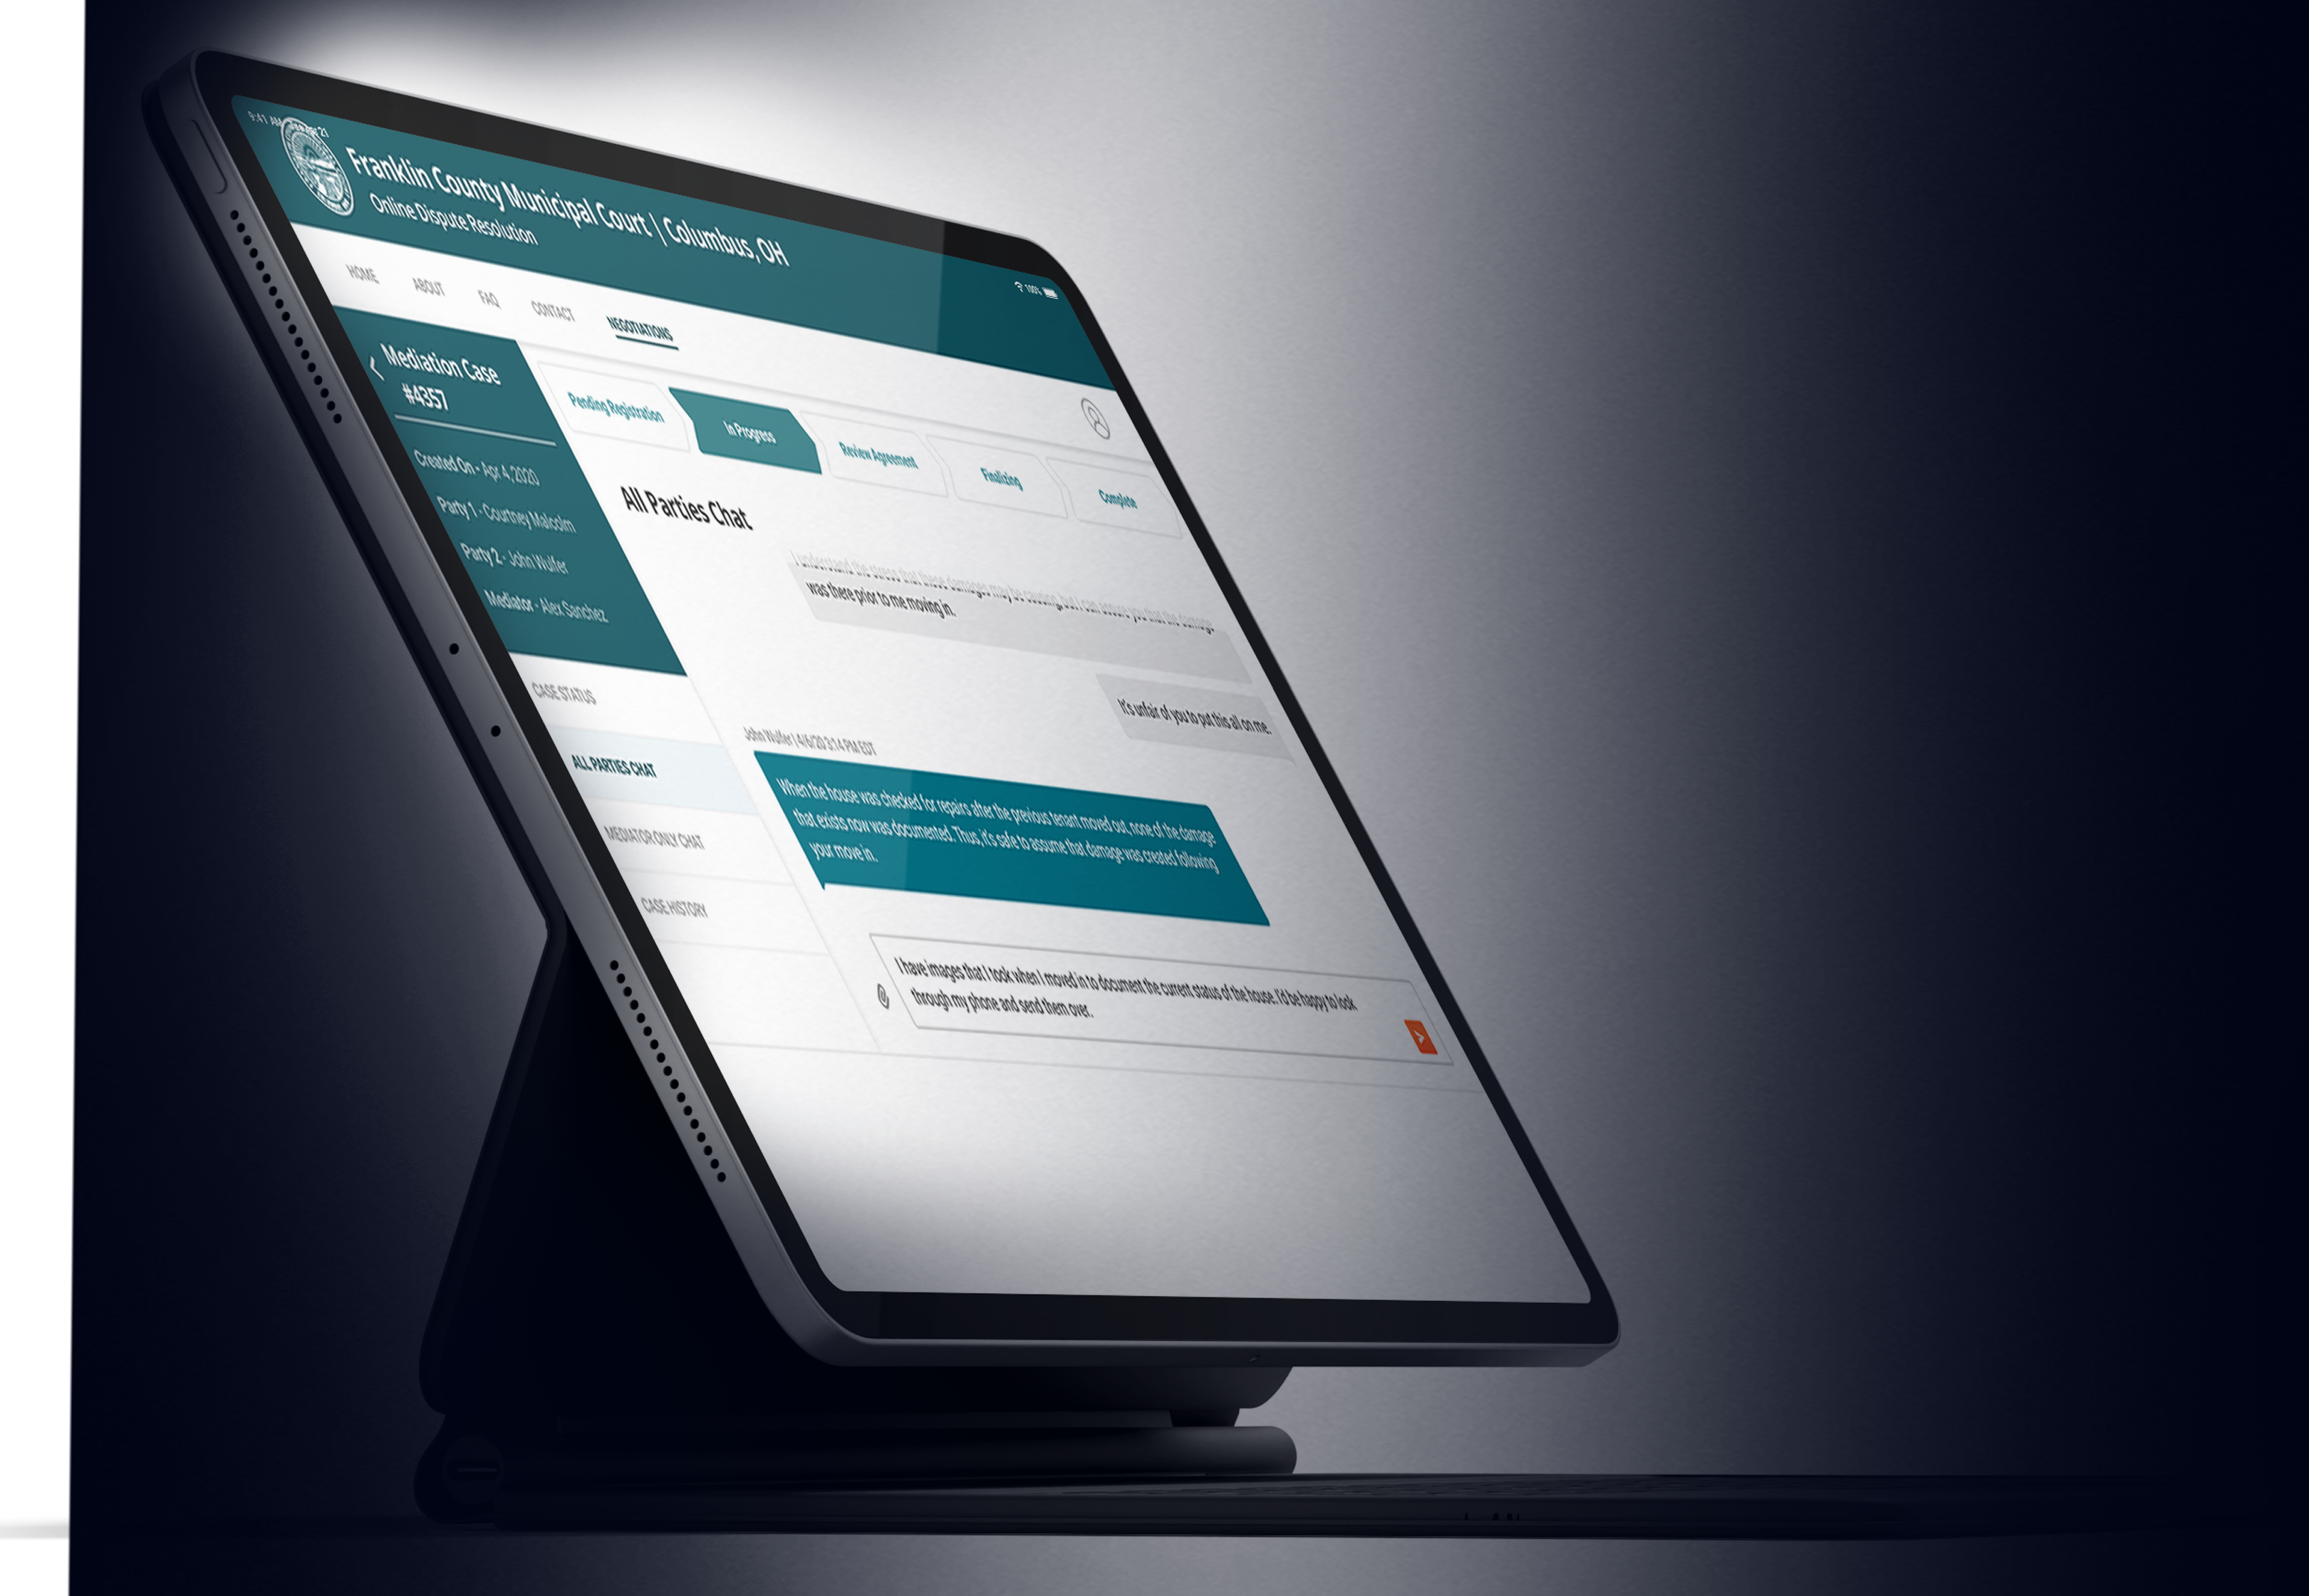 9:41 AM
Franklin County Municipal Court | Columbus, OH
Online Dispute Resolution
100%
HOME ABOUT FAQ CONTACT NEGOTIATIONS
Mediation Case
#4357
Created On - Apr 4, 2020
Party 1 - Courtney Malcolm
Party 2 - John Wulfer
Mediator - Alex Sanchez
CASE STATUS
ALL PARTIES CHAT
MEDIATOR ONLY CHAT
CASE HISTORY
Pending Registration In Progress Review Agreement Finalizing Complete
All Parties Chat
I understand the stress that these damages may be causing, but I can assure you that the damage
was there prior to me moving in.
It's unfair of you to put this all on me.
John Wulfer | 4/6/20 3:14 PM EDT
When the house was checked for repairs after the previous tenant moved out, none of the damage
that exists now was documented. Thus, it's safe to assume that damage was created following
your move in.
I have images that I took when I moved in to document the current status of the house. I'd be happy to look
through my phone and send them over.